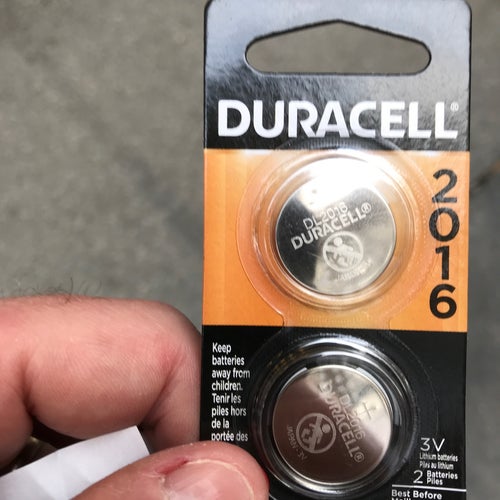 DURACELL®
2016
DL2016
DURACELL®
Keep
batteries
away from
children.
Tenir les
piles hors
de la
portée des
DL2016
DURACELL®
3V
Lithium batteries
Piles au lithium
2 Batteries
Piles
Best Before